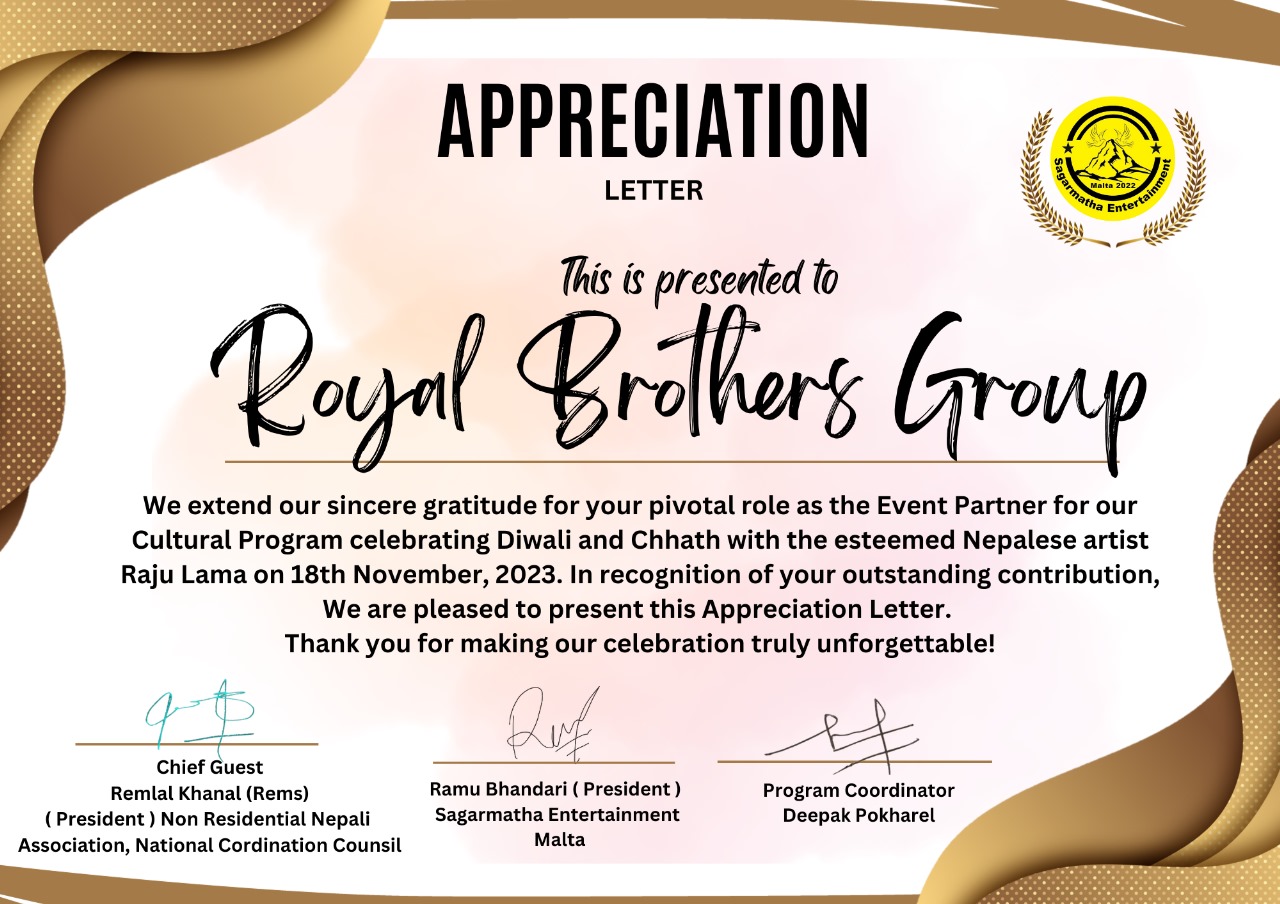 APPRECIATION
LETTER
Malta 2022
Sagarmatha Entertainment
This is presented to
Royal Brothers Group
We extend our sincere gratitude for your pivotal role as the Event Partner for our
Cultural Program celebrating Diwali and Chhath with the esteemed Nepalese artist
Raju Lama on 18th November, 2023. In recognition of your outstanding contribution,
We are pleased to present this Appreciation Letter.
Thank you for making our celebration truly unforgettable!
Chief Guest
Remlal Khanal (Rems)
( President ) Non Residential Nepali
Association, National Cordination Counsil
Ramu Bhandari ( President )
Sagarmatha Entertainment
Malta
Program Coordinator
Deepak Pokharel